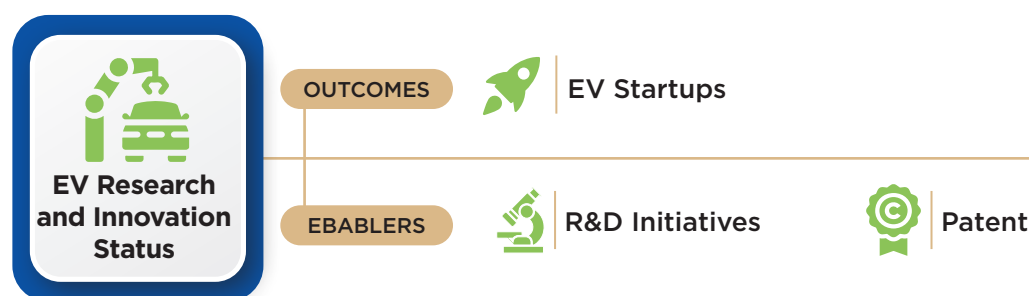 EV Research
and Innovation
Status
OUTCOMES
EV Startups
EBABLERS
R&D Initiatives
©
Patent